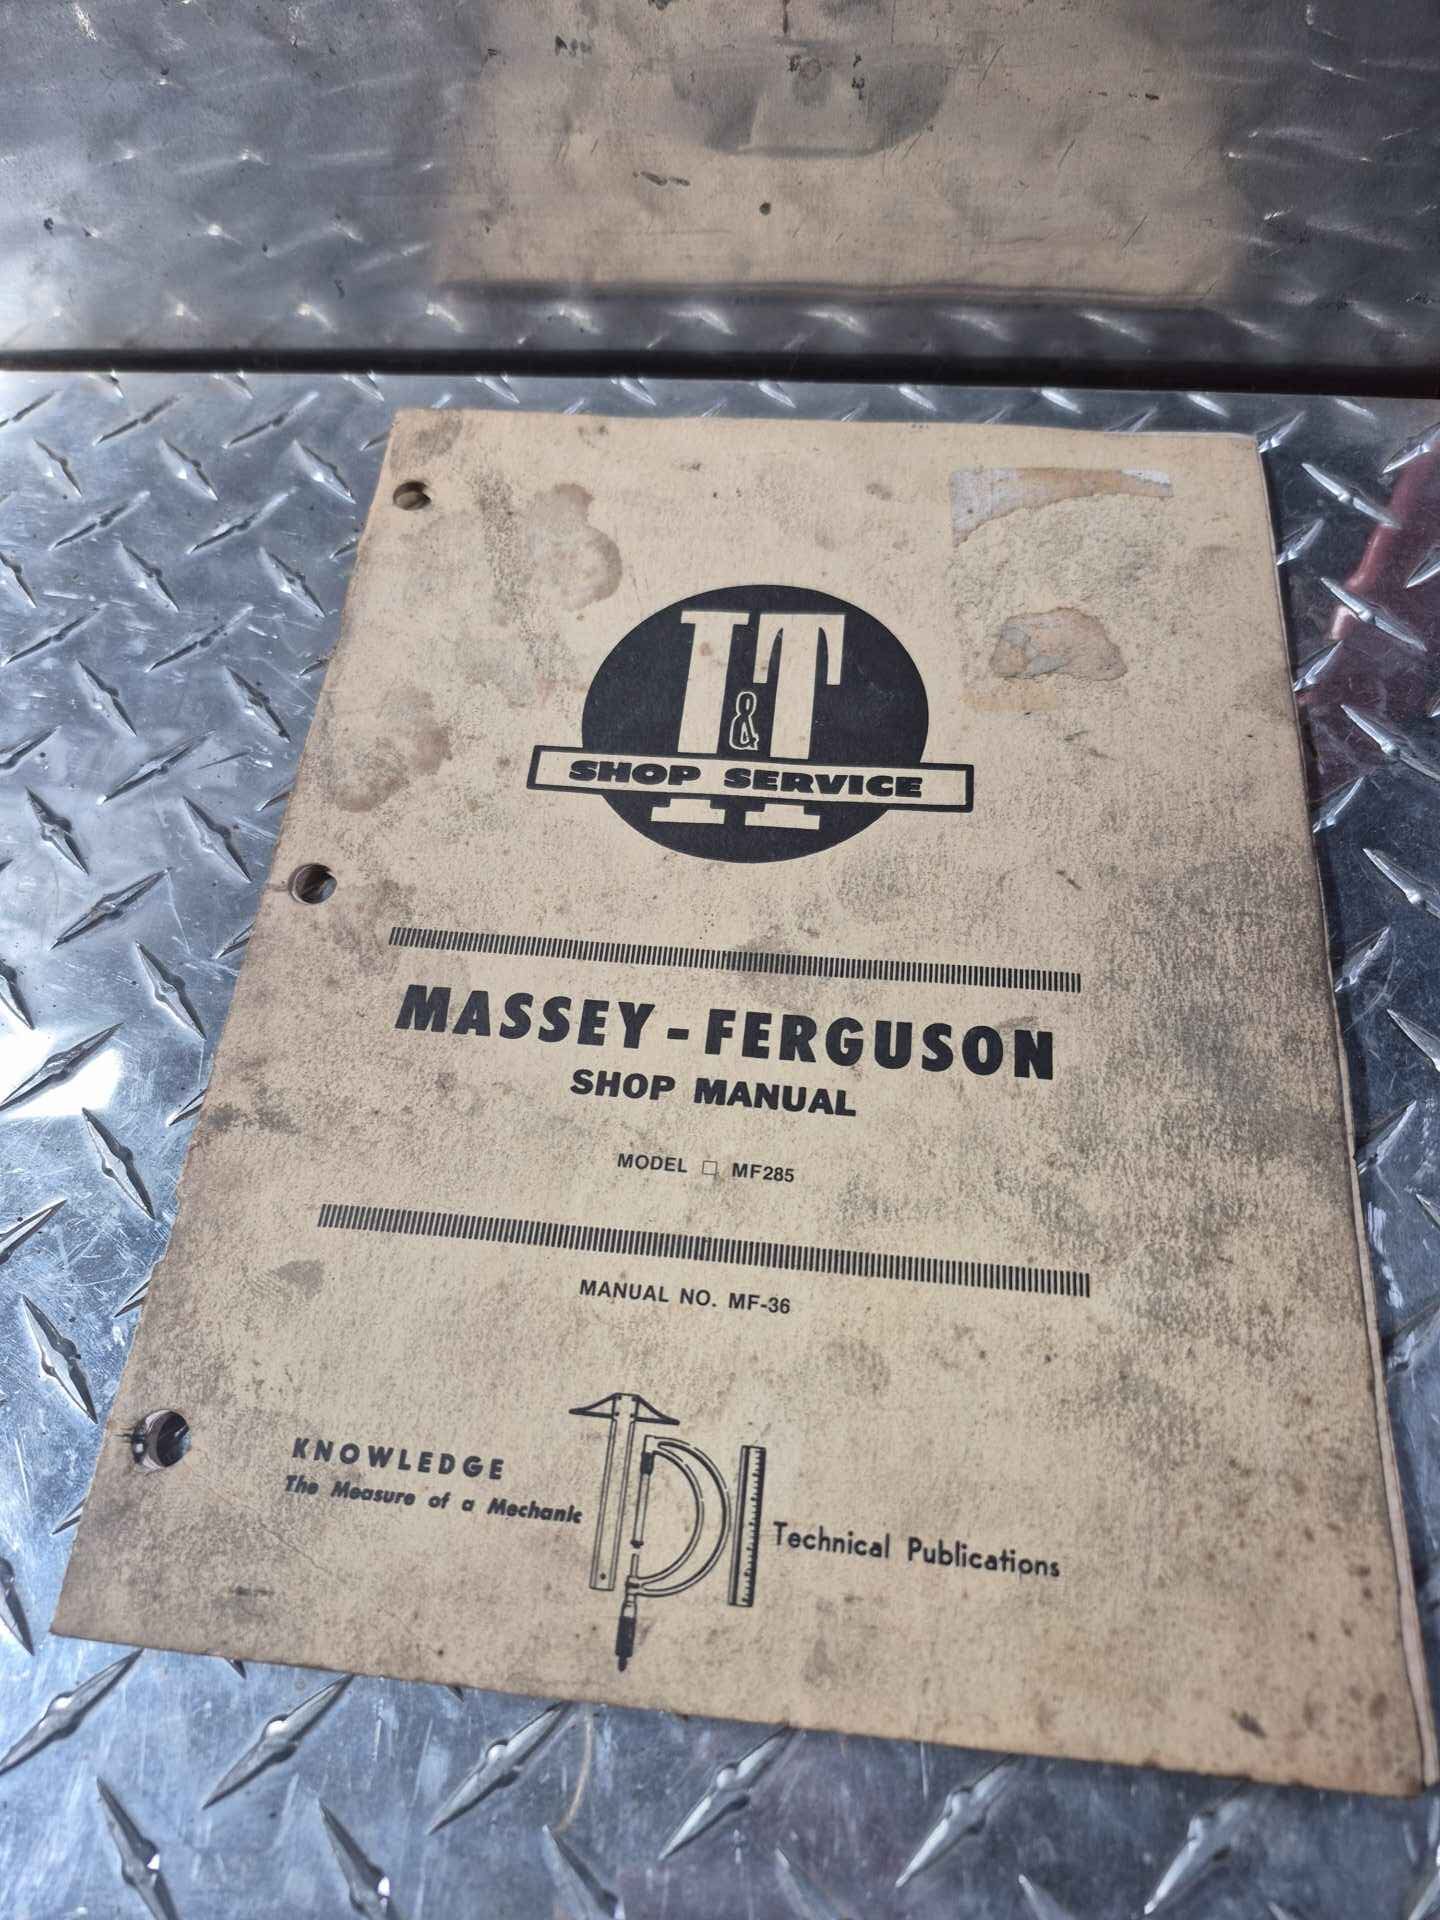 I&T
SHOP SERVICE
MASSEY-FERGUSON
SHOP MANUAL
MODEL □ MF285
MANUAL NO. MF-36
KNOWLEDGE
The Measure of a Mechanic
TPI
Technical Publications